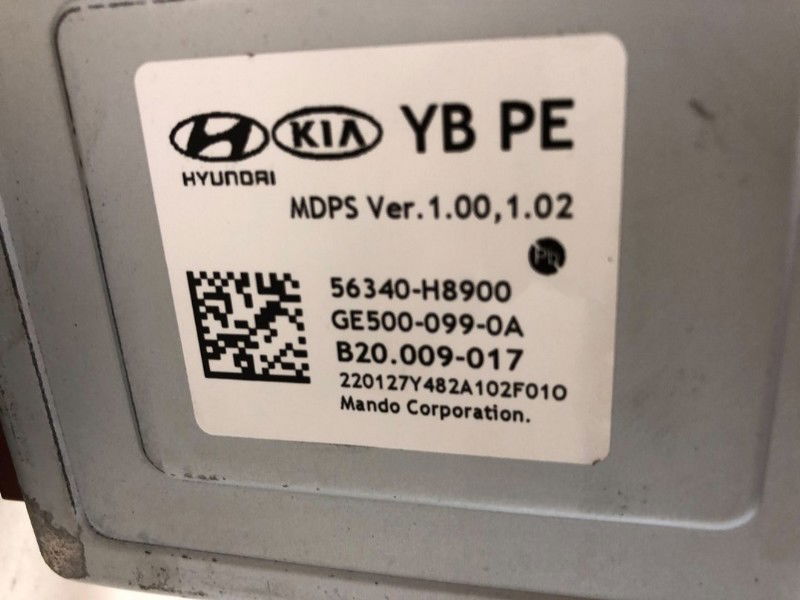 HYUNDAI KIA YB PE
MDPS Ver.1.00,1.02
Pb
56340-H8900
GE500-099-0A
B20.009-017
220127Y482A102F010
Mando Corporation.